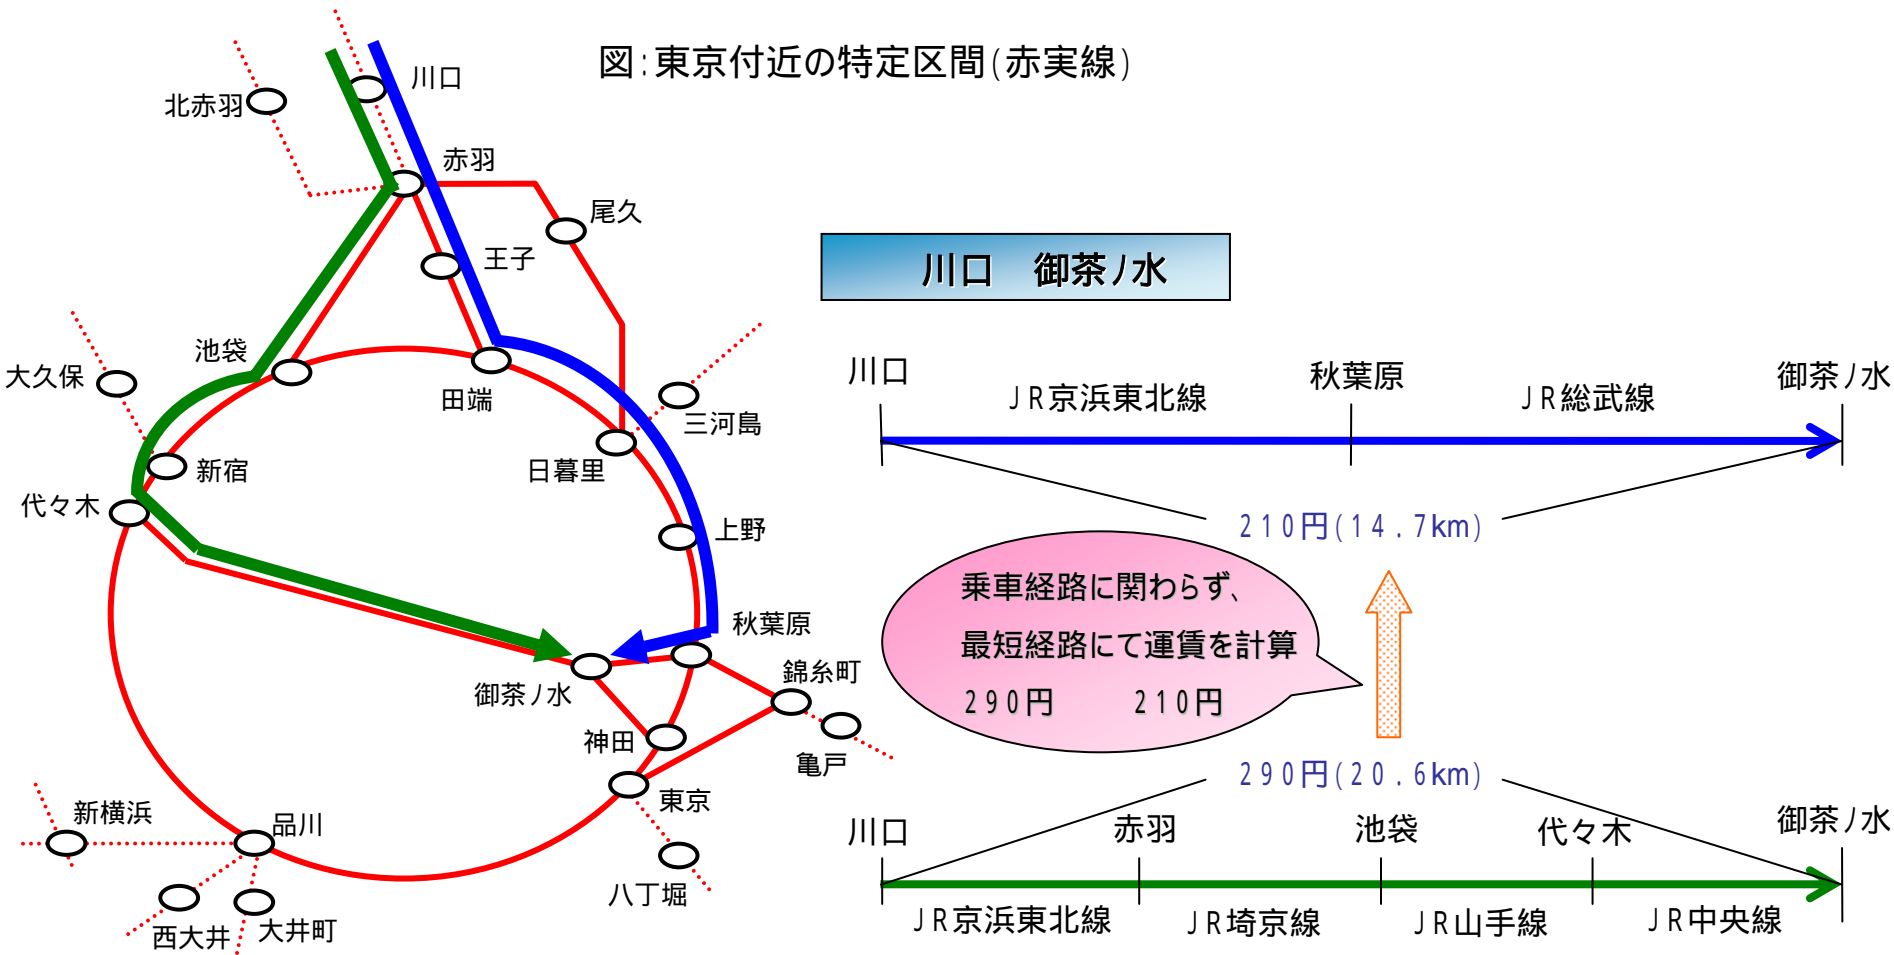 図:東京付近の特定区間(赤実線)
川口
北赤羽
赤羽
尾久
王子
池袋
大久保
田端
三河島
日暮里
新宿
代々木
上野
秋葉原
錦糸町
御茶ノ水
神田
亀戸
東京
新横浜
品川
八丁堀
西大井
大井町
川口 御茶ノ水
川口
秋葉原
御茶ノ水
JR京浜東北線
JR総武線
210円(14.7km)
乗車経路に関わらず、
最短経路にて運賃を計算
290円 210円
290円(20.6km)
川口
赤羽
池袋
代々木
御茶ノ水
JR京浜東北線
JR埼京線
JR山手線
JR中央線